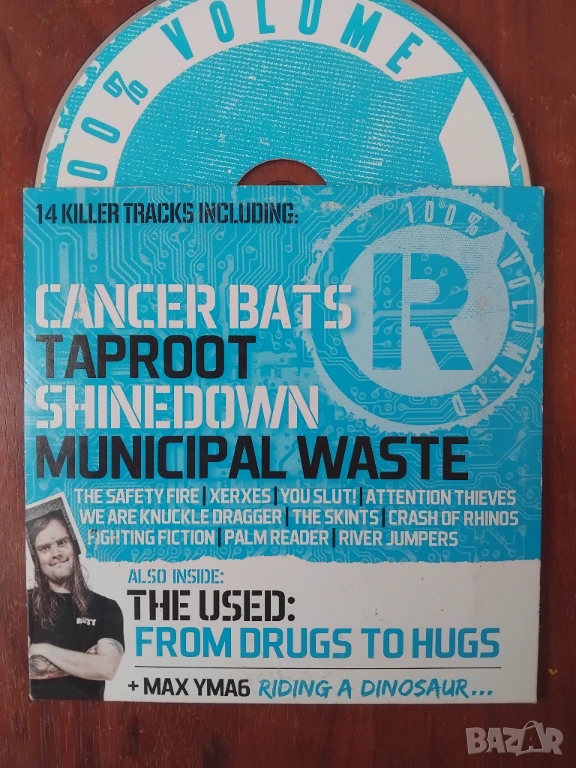 100% VOLUME
14 KILLER TRACKS INCLUDING:
100% VOLUME CD
R
CANCER BATS
TAPROOT
SHINEDOWN
MUNICIPAL WASTE
THE SAFETY FIRE | XERXES | YOU SLUT! | ATTENTION THIEVES
WE ARE KNUCKLE DRAGGER | THE SKINTS | CRASH OF RHINOS
FIGHTING FICTION | PALM READER | RIVER JUMPERS
ALSO INSIDE:
THE USED:
FROM DRUGS TO HUGS
+ MAX YMA6 RIDING A DINOSAUR...
BAZAR